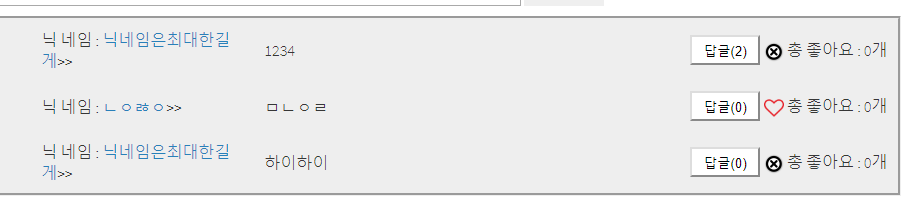 닉 네임 : 닉네임은최대한길
게>>
1234
답글(2)
총 좋아요 : 0개
닉 네임 : ㄴㅇㄻㅇ>>
ㅁㄴㅇㄹ
답글(0)
총 좋아요 : 0개
닉 네임 : 닉네임은최대한길
게>>
하이하이
답글(0)
총 좋아요 : 0개